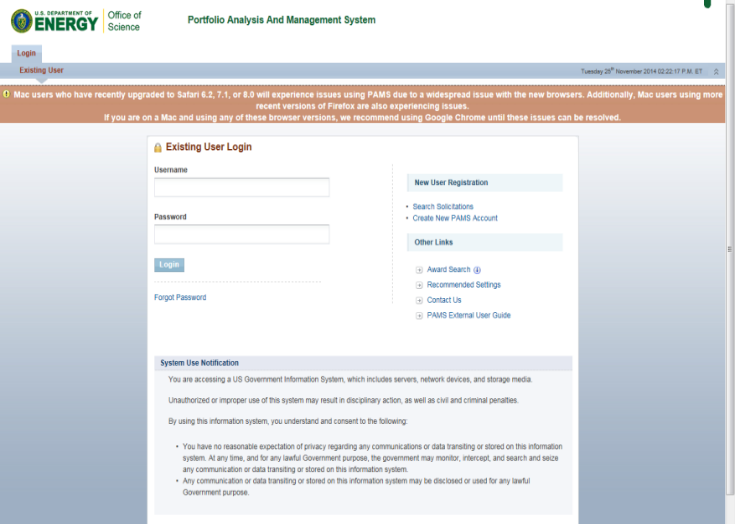 U.S. DEPARTMENT OF
ENERGY
Office of
Science
Portfolio Analysis And Management System
Login
Existing User
Tuesday 25th November 2014 02:22:17 P.M. ET
Mac users who have recently upgraded to Safari 6.2, 7.1, or 8.0 will experience issues using PAMS due to a widespread issue with the new browsers. Additionally, Mac users using more
recent versions of Firefox are also experiencing issues.
If you are on a Mac and using any of these browser versions, we recommend using Google Chrome until these issues can be resolved.
Existing User Login
Username
Password
Login
Forgot Password
New User Registration
• Search Solicitations
• Create New PAMS Account
Other Links
Award Search
Recommended Settings
Contact Us
PAMS External User Guide
System Use Notification
You are accessing a US Government Information System, which includes servers, network devices, and storage media.
Unauthorized or improper use of this system may result in disciplinary action, as well as civil and criminal penalties.
By using this information system, you understand and consent to the following:
• You have no reasonable expectation of privacy regarding any communications or data transiting or stored on this information
system. At any time, and for any lawful Government purpose, the government may monitor, intercept, and search and seize
any communication or data transiting or stored on this information system.
• Any communication or data transiting or stored on this information system may be disclosed or used for any lawful
Government purpose.